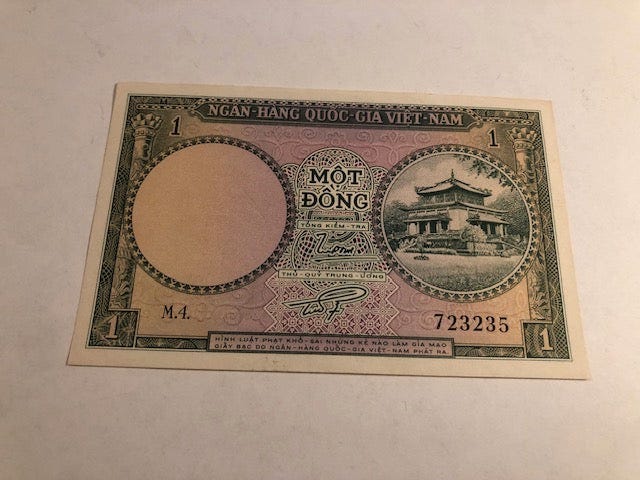 NGÂN-HÀNG QUỐC-GIA VIỆT-NAM
1 1
MỘT
ĐỒNG
TỔNG KIỂM-TRA
THỦ-QUỸ TRUNG-ƯƠNG
M.4. 723235
1 1
HÌNH LUẬT PHẠT KHỔ-SAI NHỮNG KẺ NÀO LÀM GIẢ MẠO
GIẤY BẠC DO NGÂN-HÀNG QUỐC-GIA VIỆT-NAM PHÁT RA.